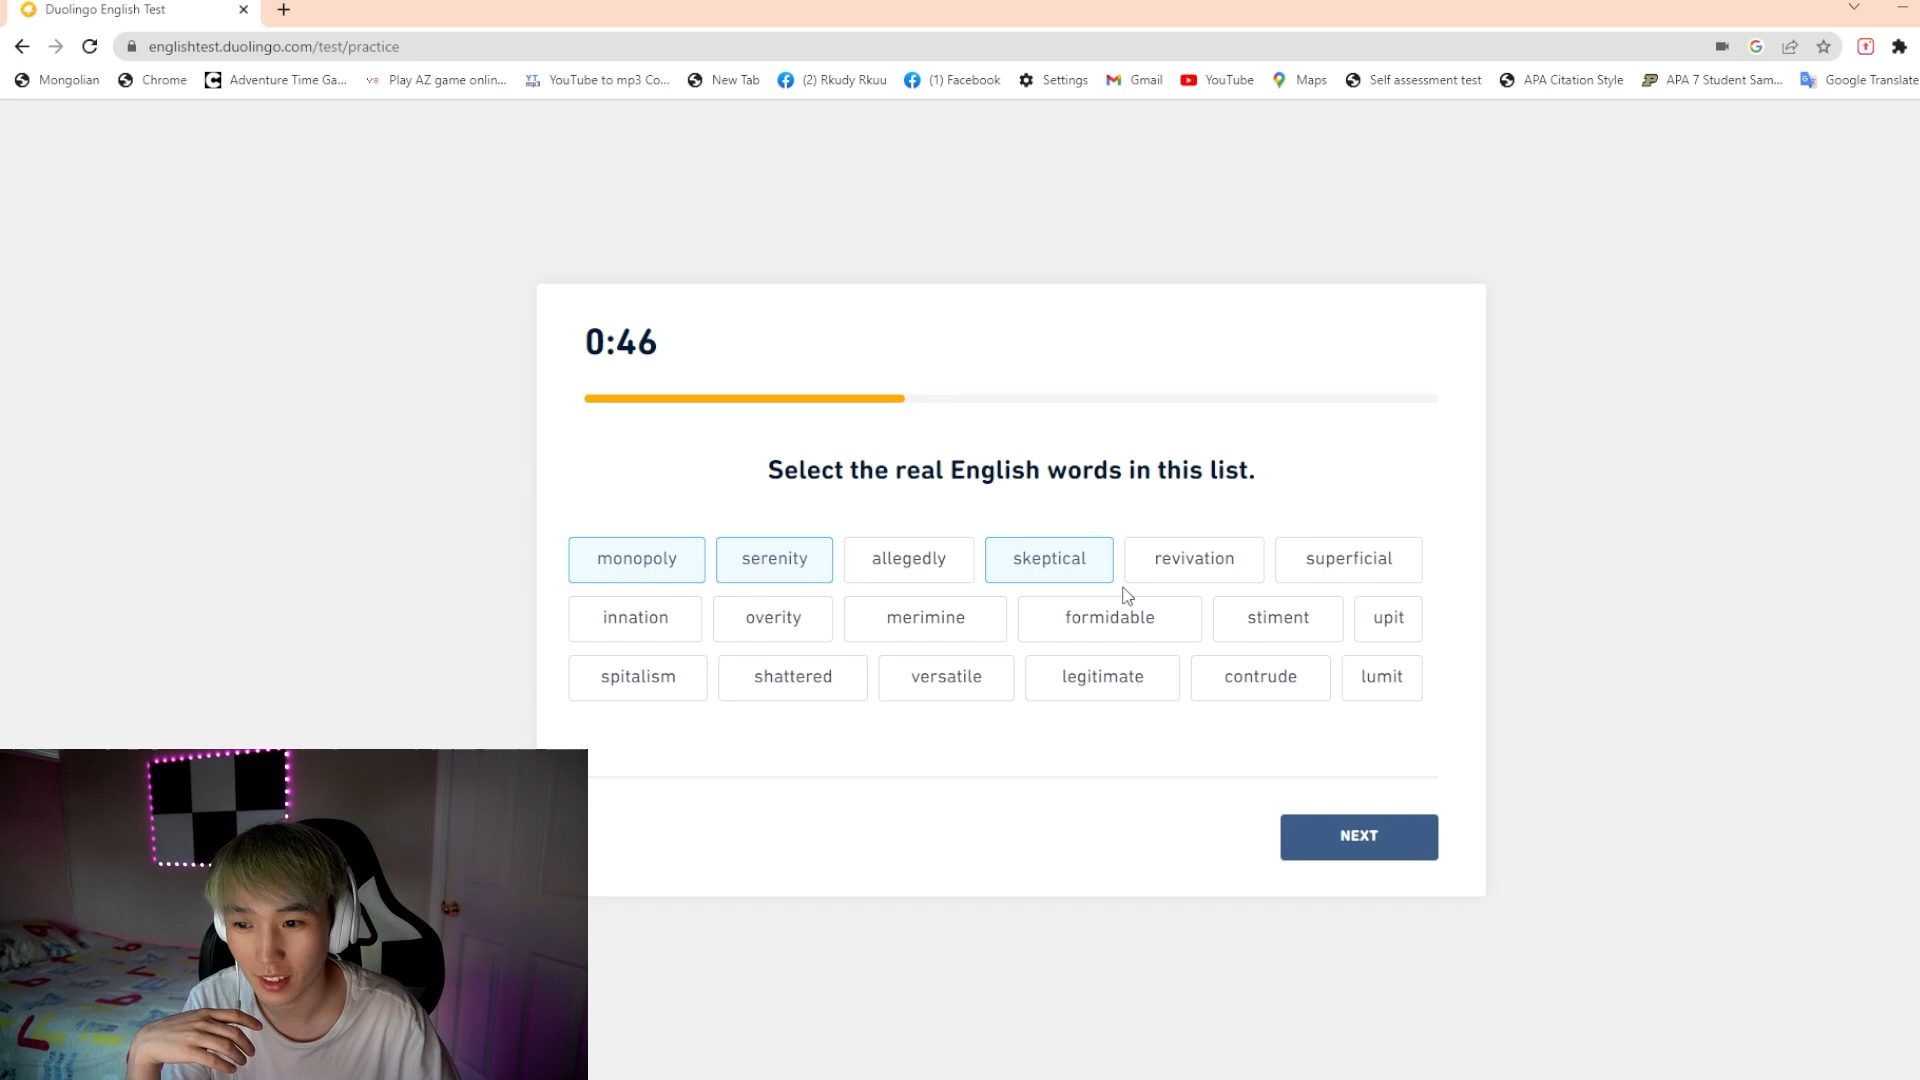 Duolingo English Test
englishtest.duolingo.com/test/practice
Mongolian Chrome Adventure Time Ga... Play AZ game onlin... YT mp3 YouTube to mp3 Co... New Tab (2) Rkudy Rkuu (1) Facebook Settings Gmail YouTube Maps Self assessment test APA Citation Style APA 7 Student Sam... Google Translate
0:46
Select the real English words in this list.
monopoly serenity allegedly skeptical revivation superficial
innation overity merimine formidable stiment upit
spitalism shattered versatile legitimate contrude lumit
NEXT